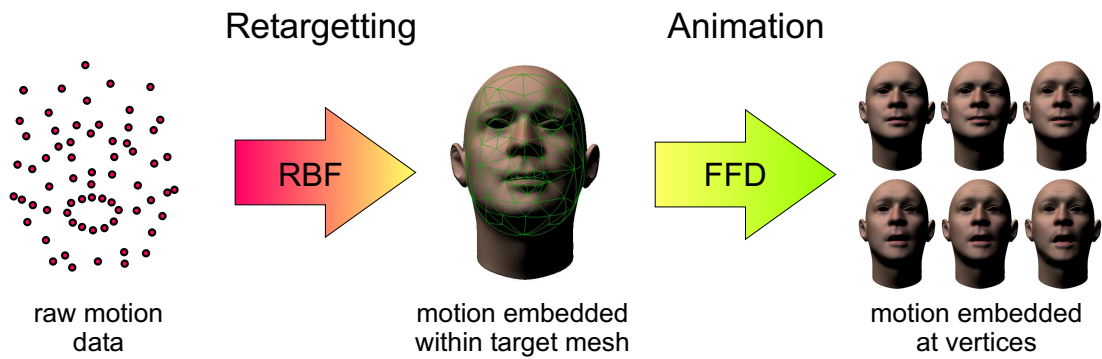 Retargetting
Animation
RBF
FFD
raw motion
data
motion embedded
within target mesh
motion embedded
at vertices